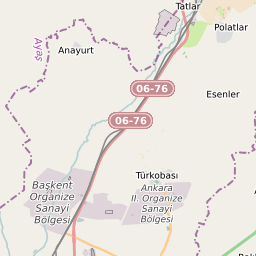 Tatlar
Polatlar
Ayaş
Anayurt
06-76
Esenler
06-76
Türkobası
Başkent
Organize
Sanayi
Bölgesi
Ankara
II. Organize
Sanayi
Bölgesi